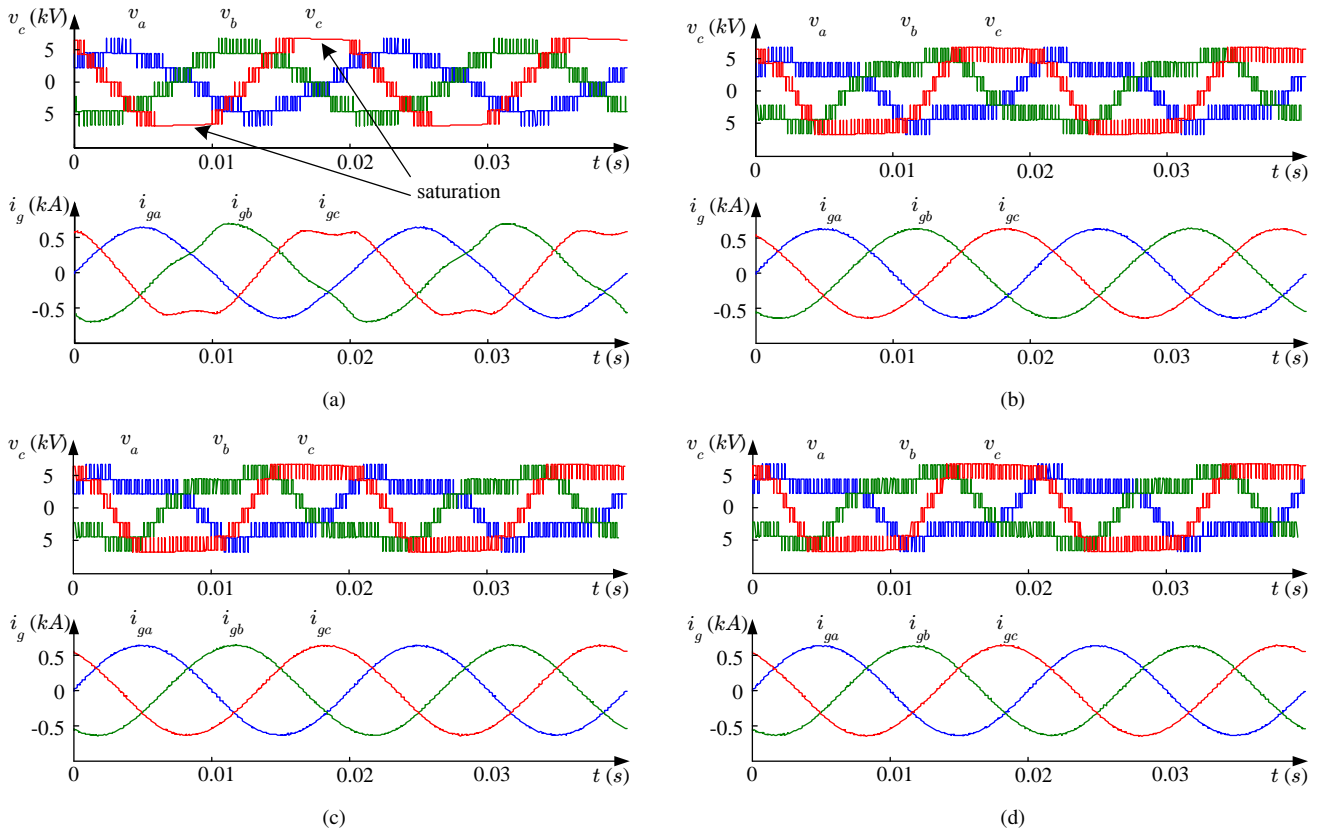 v_c (kV) v_a v_b v_c
5
0
5
0.01 0.02 0.03 t (s)
saturation
i_g (kA) i_ga i_gb i_gc
0.5
0
-0.5
0 0.01 0.02 0.03 t (s)
(a)
v_c (kV) v_a v_b v_c
5
0
5
0 0.01 0.02 0.03 t (s)
i_g (kA) i_ga i_gb i_gc
0.5
0
-0.5
0 0.01 0.02 0.03 t (s)
(b)
v_c (kV) v_a v_b v_c
5
0
5
0 0.01 0.02 0.03 t (s)
i_g (kA) i_ga i_gb i_gc
0.5
0
-0.5
0 0.01 0.02 0.03 t (s)
(c)
v_c (kV) v_a v_b v_c
5
0
5
0 0.01 0.02 0.03 t (s)
i_g (kA) i_ga i_gb i_gc
0.5
0
-0.5
0 0.01 0.02 0.03 t (s)
(d)